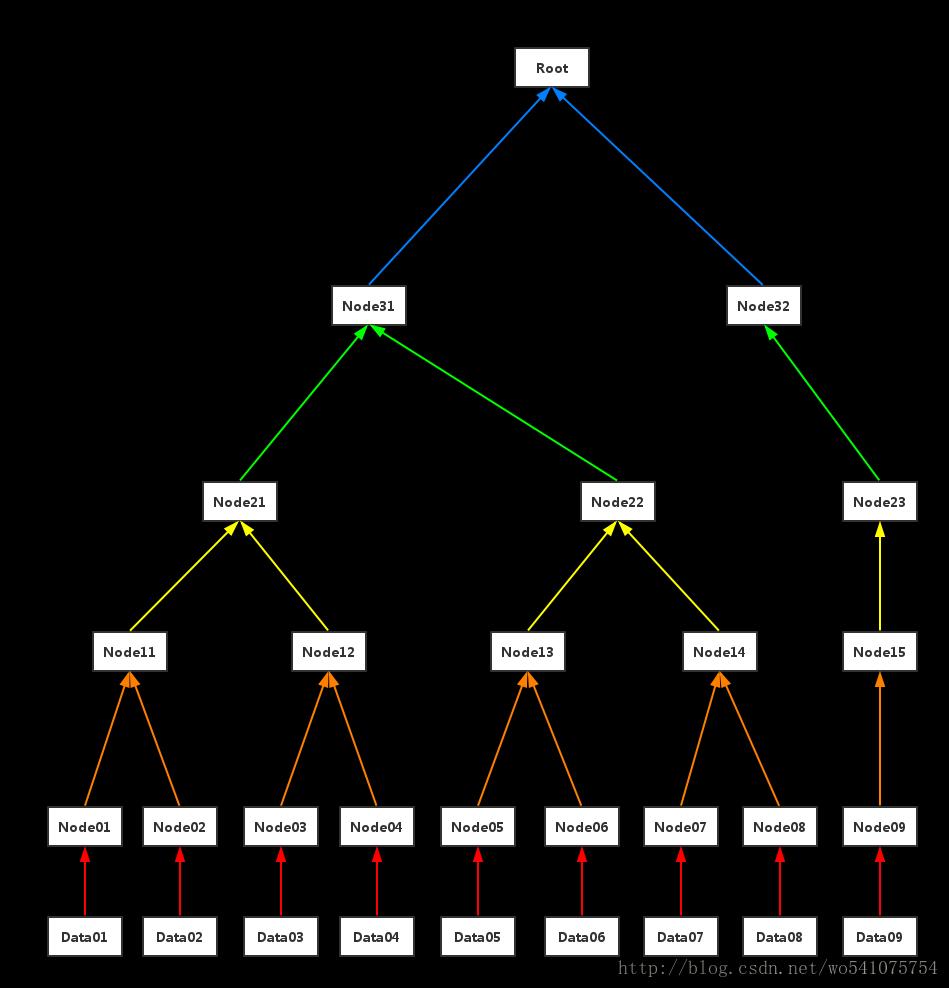 Root
Node31 Node32
Node21 Node22 Node23
Node11 Node12 Node13 Node14 Node15
Node01 Node02 Node03 Node04 Node05 Node06 Node07 Node08 Node09
Data01 Data02 Data03 Data04 Data05 Data06 Data07 Data08 Data09
http://blog.csdn.net/wo541075754